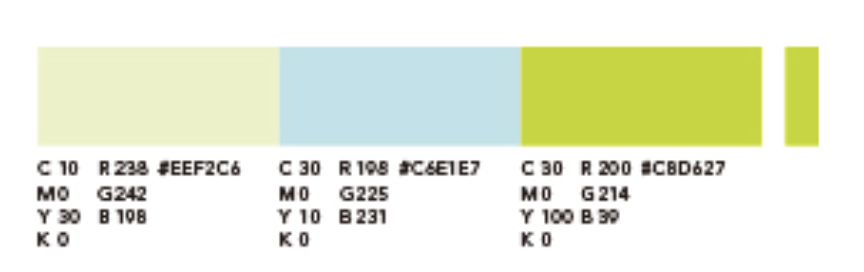 C 10 R 238 #EEF2C6
M 0 G 242
Y 30 B 198
K 0
C 30 R 198 #C6E1E7
M 0 G 225
Y 10 B 231
K 0
C 30 R 200 #C8D627
M 0 G 214
Y 100 B 39
K 0